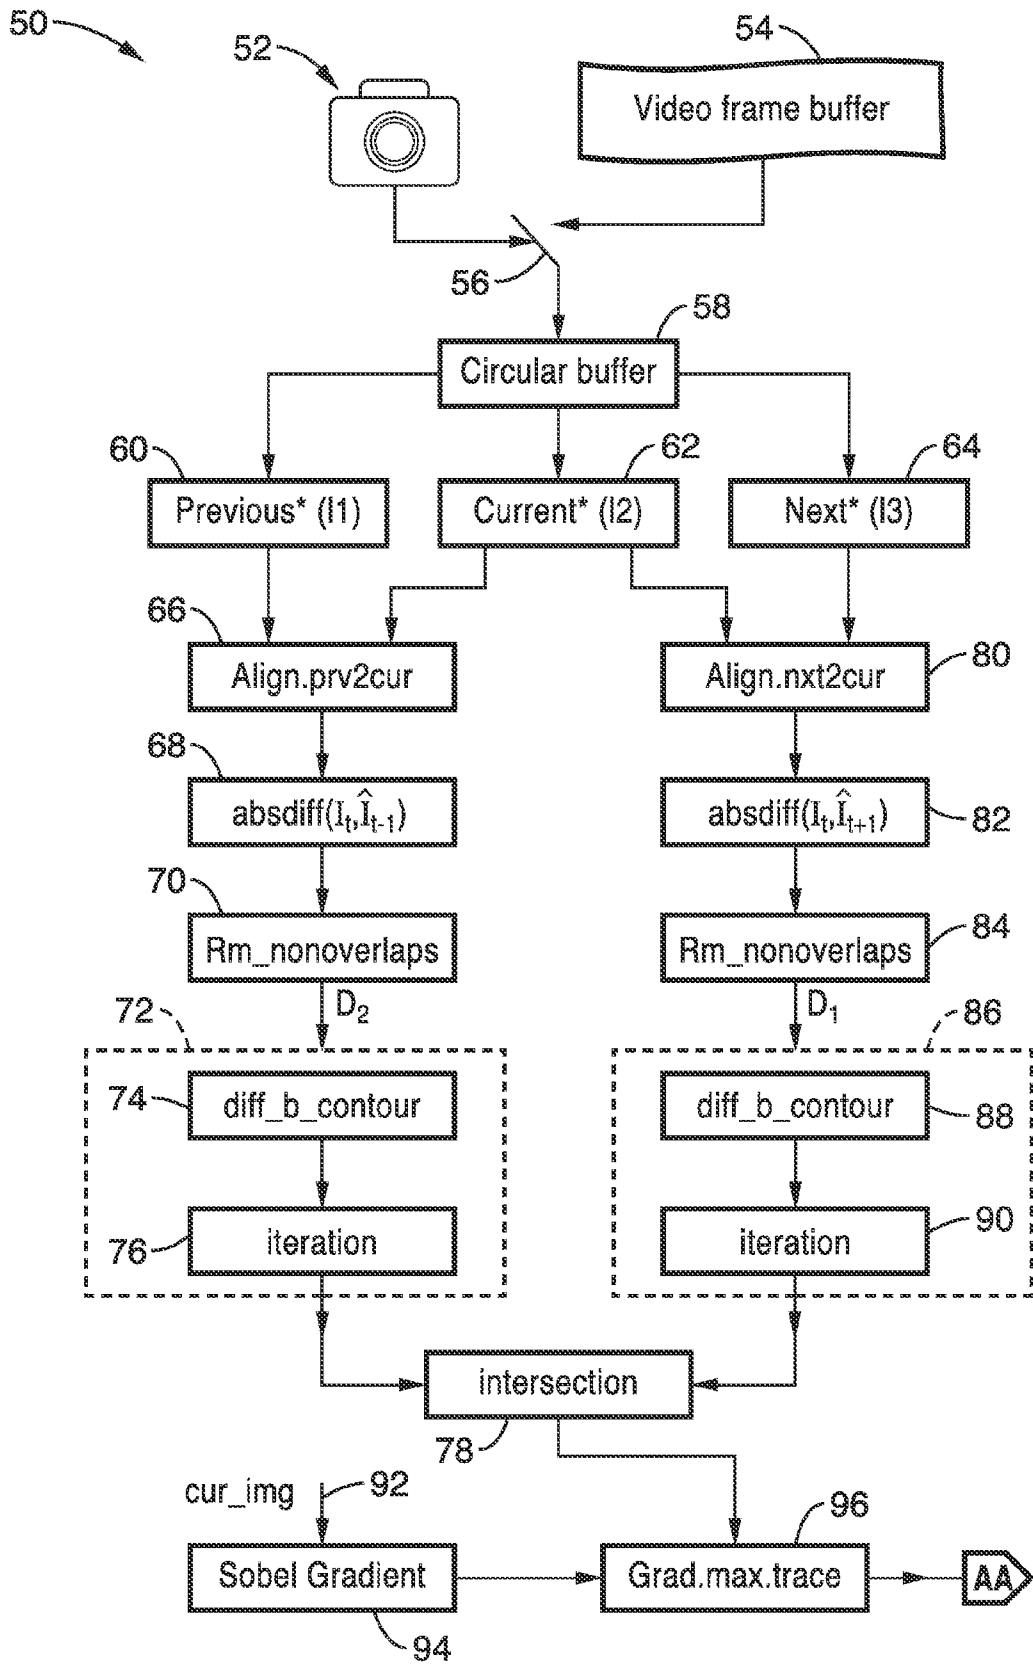 50
52
54
Video frame buffer
56
58
Circular buffer
60
62
64
Previous* (I1)
Current* (I2)
Next* (I3)
66
Align.prv2cur
Align.nxt2cur
80
68
absdiff(I_t,Î_{t-1})
absdiff(I_t,Î_{t+1})
82
70
Rm_nonoverlaps
Rm_nonoverlaps
84
D₂
D₁
72
86
74
diff_b_contour
diff_b_contour
88
76
iteration
iteration
90
intersection
78
cur_img
92
96
Sobel Gradient
Grad.max.trace
AA
94